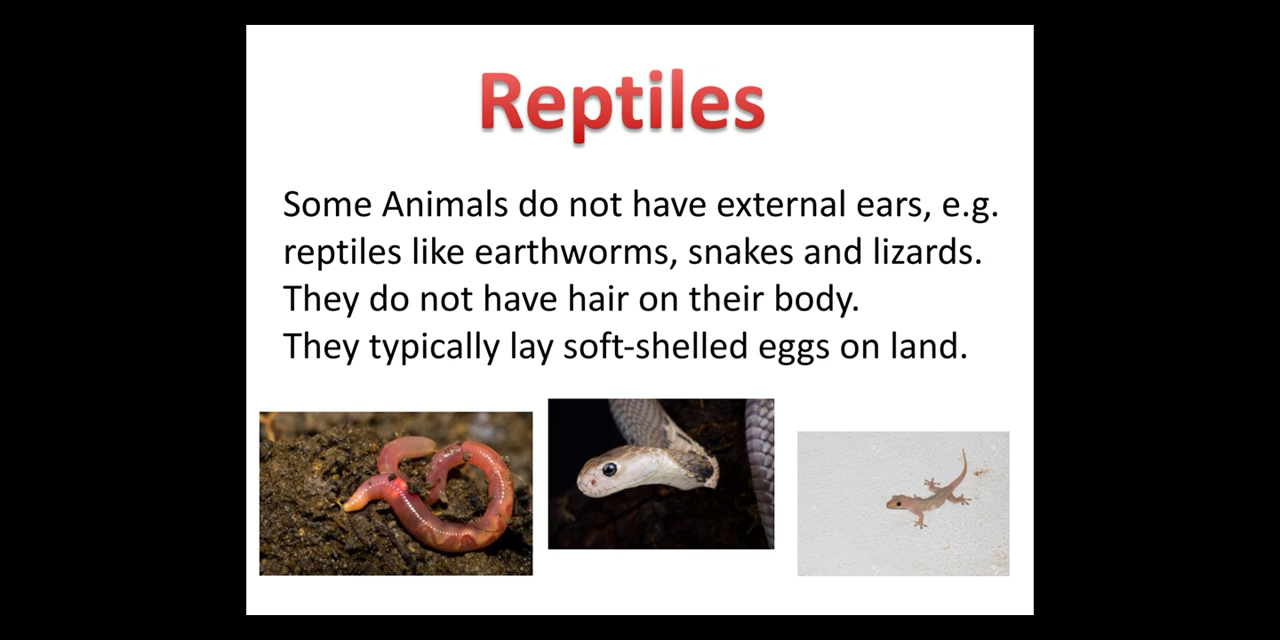 Reptiles
Some Animals do not have external ears, e.g.
reptiles like earthworms, snakes and lizards.
They do not have hair on their body.
They typically lay soft-shelled eggs on land.